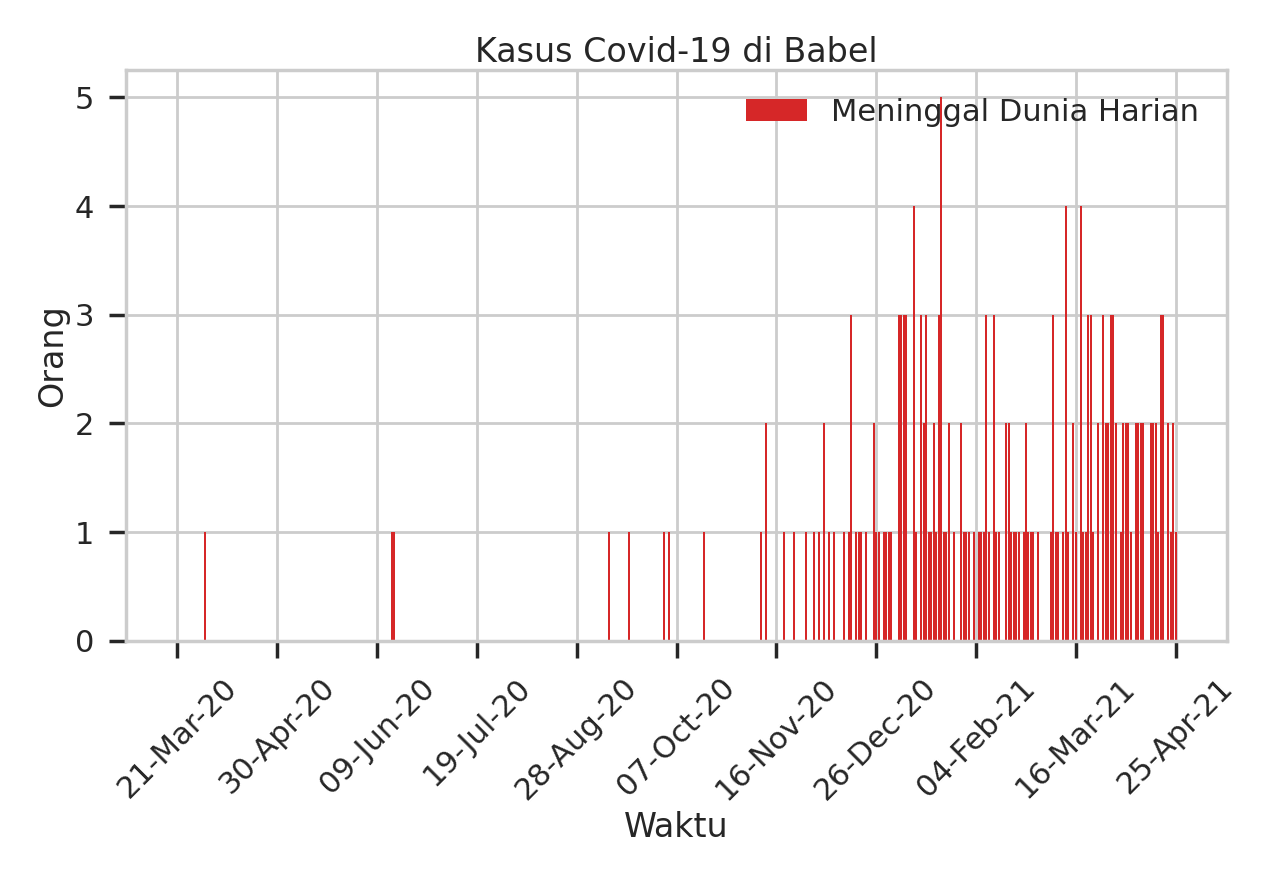 Kasus Covid-19 di Babel
Meninggal Dunia Harian
Orang
5
4
3
2
1
0
21-Mar-20
30-Apr-20
09-Jun-20
19-Jul-20
28-Aug-20
07-Oct-20
16-Nov-20
26-Dec-20
04-Feb-21
16-Mar-21
25-Apr-21
Waktu